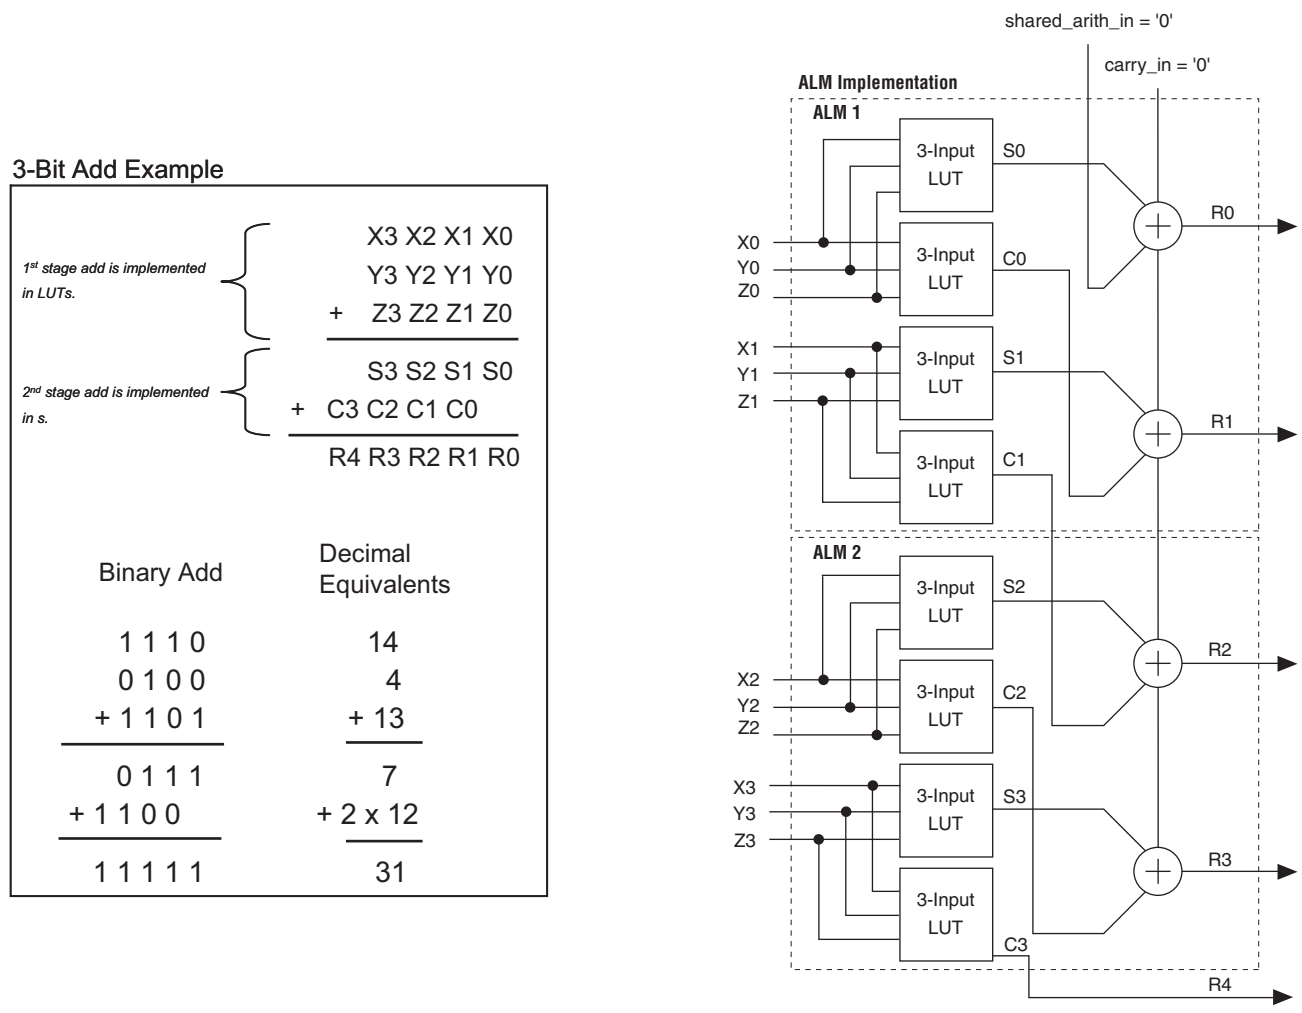 3-Bit Add Example
1st stage add is implemented
in LUTs.
X3 X2 X1 X0
Y3 Y2 Y1 Y0
+ Z3 Z2 Z1 Z0
2nd stage add is implemented
in s.
S3 S2 S1 S0
+ C3 C2 C1 C0
R4 R3 R2 R1 R0
Binary Add
1 1 1 0
0 1 0 0
+ 1 1 0 1
0 1 1 1
+ 1 1 0 0
1 1 1 1 1
Decimal
Equivalents
14
4
+ 13
7
+ 2 x 12
31
shared_arith_in = '0'
carry_in = '0'
ALM Implementation
ALM 1
3-Input
LUT
S0
R0
X0
Y0
Z0
3-Input
LUT
C0
X1
Y1
Z1
3-Input
LUT
S1
R1
3-Input
LUT
C1
ALM 2
3-Input
LUT
S2
R2
X2
Y2
Z2
3-Input
LUT
C2
X3
Y3
Z3
3-Input
LUT
S3
R3
3-Input
LUT
C3
R4